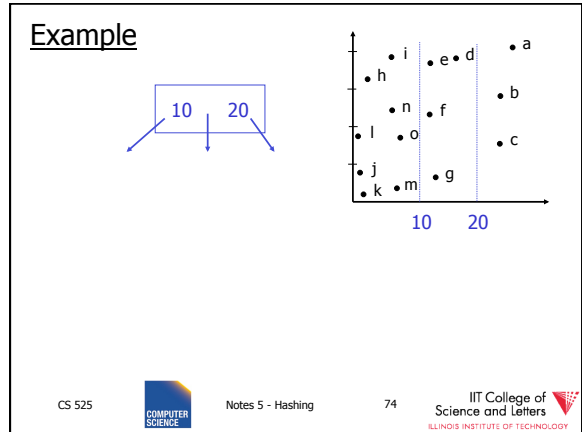 Example
10 20
i
e
d
a
h
b
n
f
l
o
c
j
k
m
g
10 20
CS 525
COMPUTER
SCIENCE
Notes 5 - Hashing
74
IIT College of
Science and Letters
ILLINOIS INSTITUTE OF TECHNOLOGY